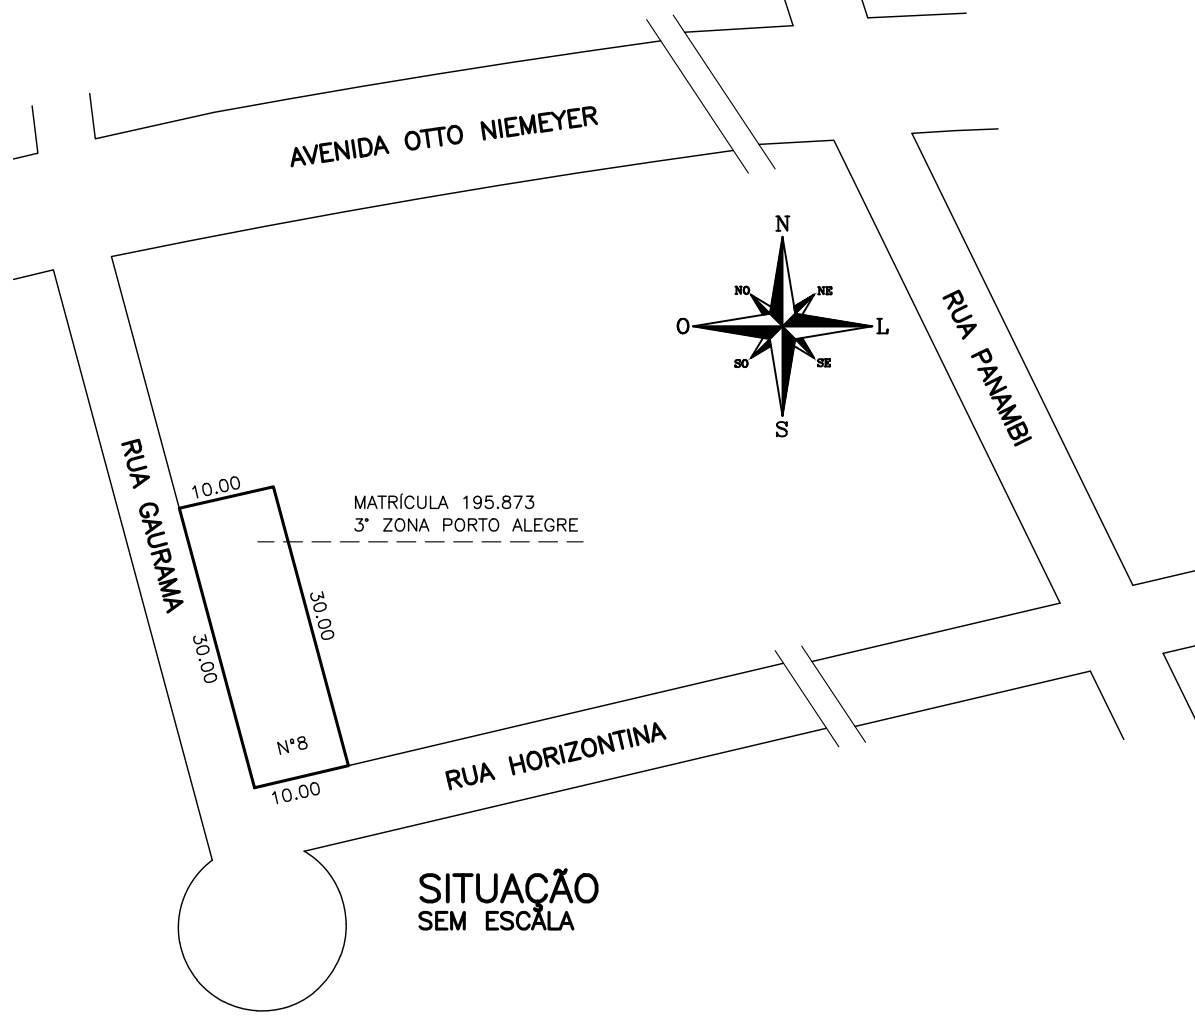 AVENIDA OTTO NIEMEYER
N
NO
NE
O
L
SO
SE
S
RUA PANAMBI
RUA GAURAMA
10.00
MATRÍCULA 195.873
3° ZONA PORTO ALEGRE
30.00
30.00
N°8
10.00
RUA HORIZONTINA
SITUAÇÃO
SEM ESCALA